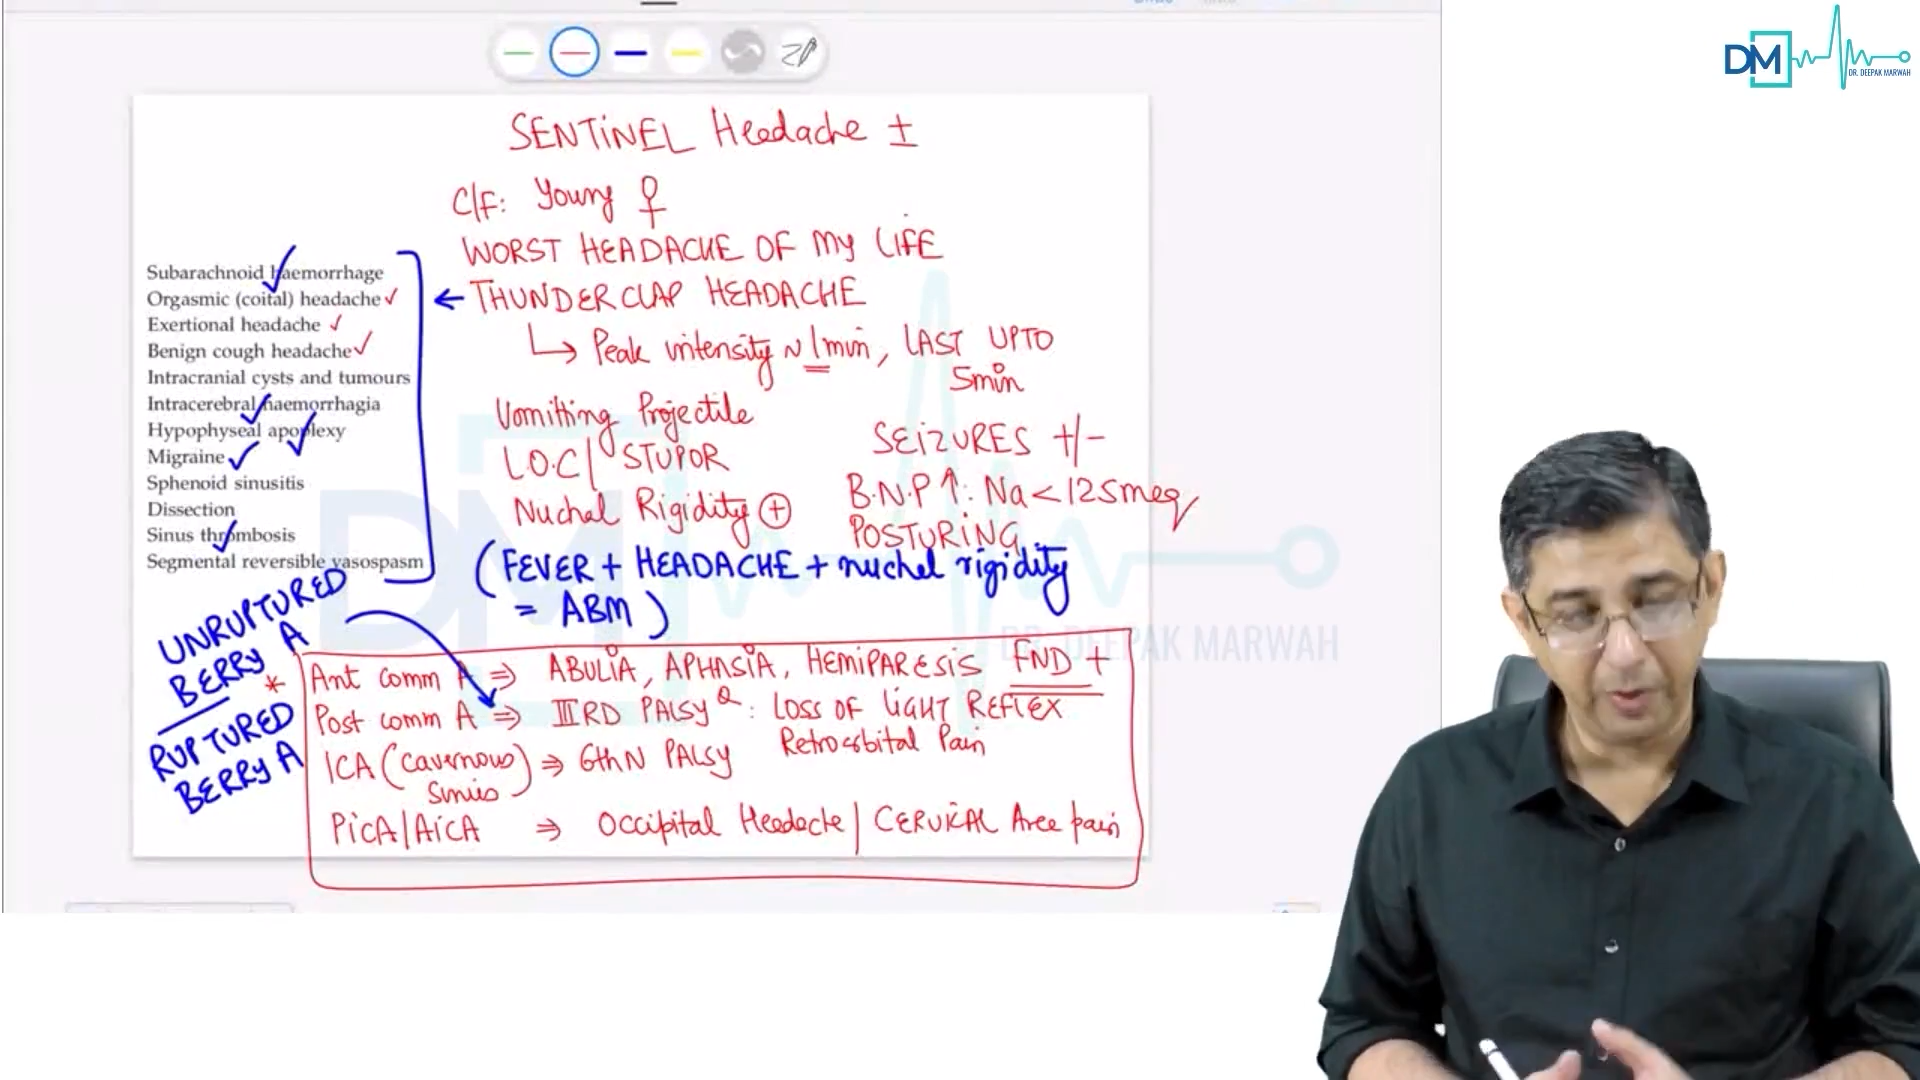 DM
DR. DEEPAK MARWAH
SENTiNEL Headache ±
C/F: Young ♀
WORST HEADACHE OF My LIFE
← THUNDERCLAP HEADACHE
↳ Peak intensity ~ 1min, LAST UPTO
5min
Vomitting Projectile
L.O.C / STUPOR
Nuchal Rigidity ⊕
SEiZURES +/-
B.N.P ↑: Na < 125meq
POSTURiNG
(FEVER + HEADACHE + nuchel rigidity
= ABM)
Subarachnoid haemorrhage
Orgasmic (coital) headache ✓
Exertional headache ✓
Benign cough headache ✓
Intracranial cysts and tumours
Intracerebral haemorrhagia
Hypophyseal apoplexy
Migraine ✓
Sphenoid sinusitis
Dissection
Sinus thrombosis
Segmental reversible vasospasm
UNRUPTURED
BERRY A
RUPTURED
BERRY A
* Ant comm A ⇒ ABULiA, APHASiA, HEMiPARESIS FND +
Post comm A ⇒ IIIRD PALSY Q : LOSS OF LIGHT REFLEX
Retroorbital Pain
ICA (Cavernous ⇒ 6thN PALSY
Sinus)
PicA/AicA ⇒ Occipital Headache / CERVICAL Area pain
DM
DR. DEEPAK MARWAH